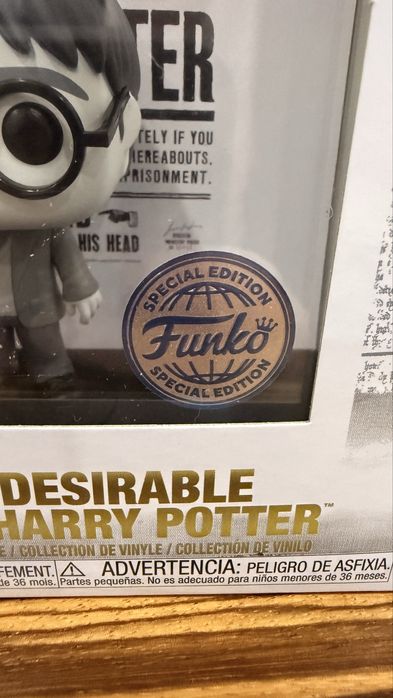 TER
TELY IF YOU
HEREABOUTS.
PRISONMENT.
HIS HEAD
SPECIAL EDITION
Funko
SPECIAL EDITION
DESIRABLE
HARRY POTTER™
E / COLLECTION DE VINYLE / COLLECTION DE VINILO
FEMENT. ADVERTENCIA: PELIGRO DE ASFIXIA.
de 36 mois. Partes pequeñas. No es adecuado para niños menores de 36 meses.